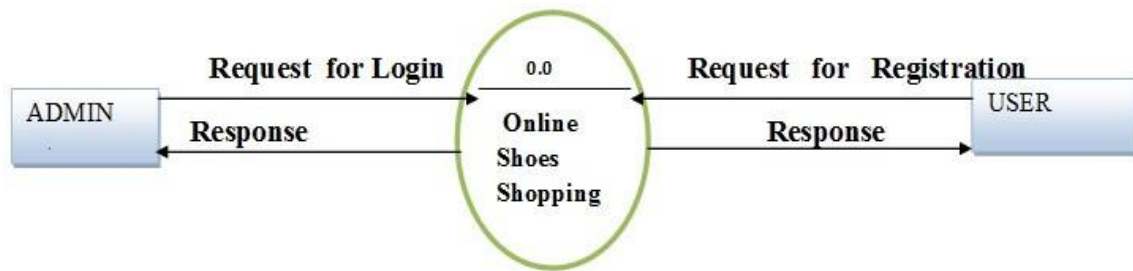 Request for Login
0.0
Request for Registration
ADMIN
USER
Response
Online
Shoes
Shopping
Response